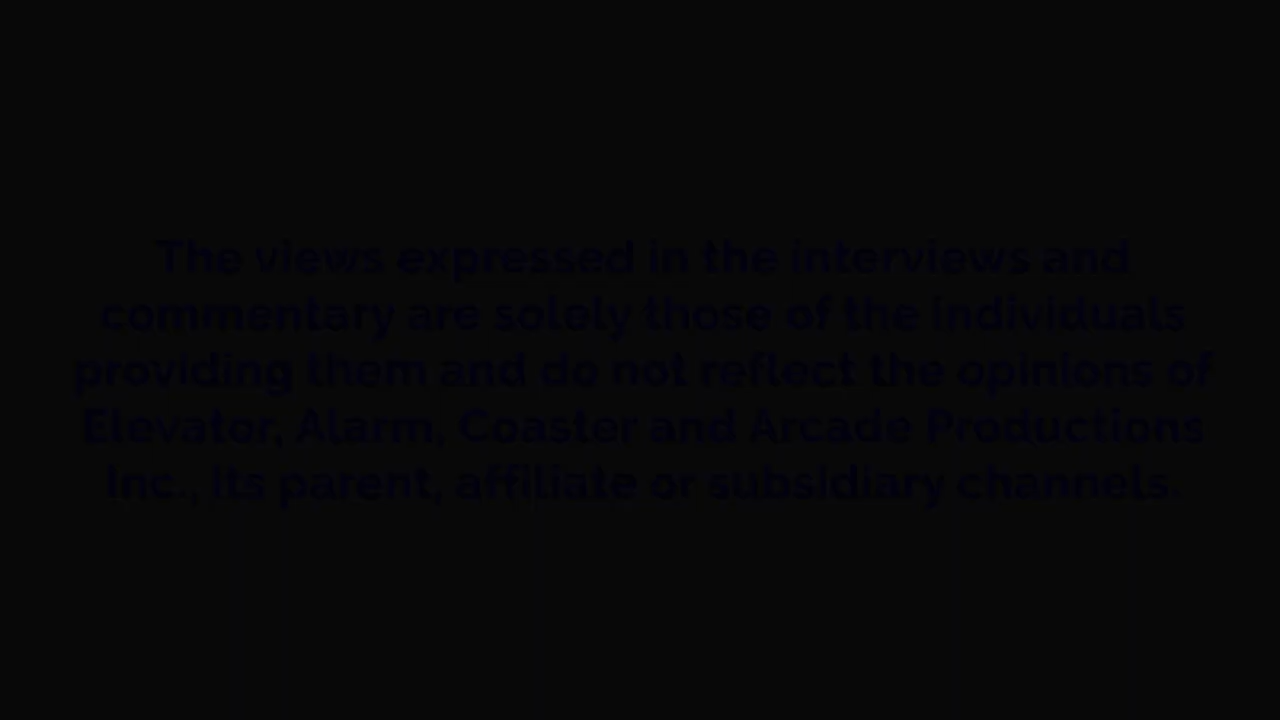 The views expressed in the interviews and
commentary are solely those of the individuals
providing them and do not reflect the opinions of
Elevator, Alarm, Coaster and Arcade Productions
Inc., its parent, affiliate or subsidiary channels.